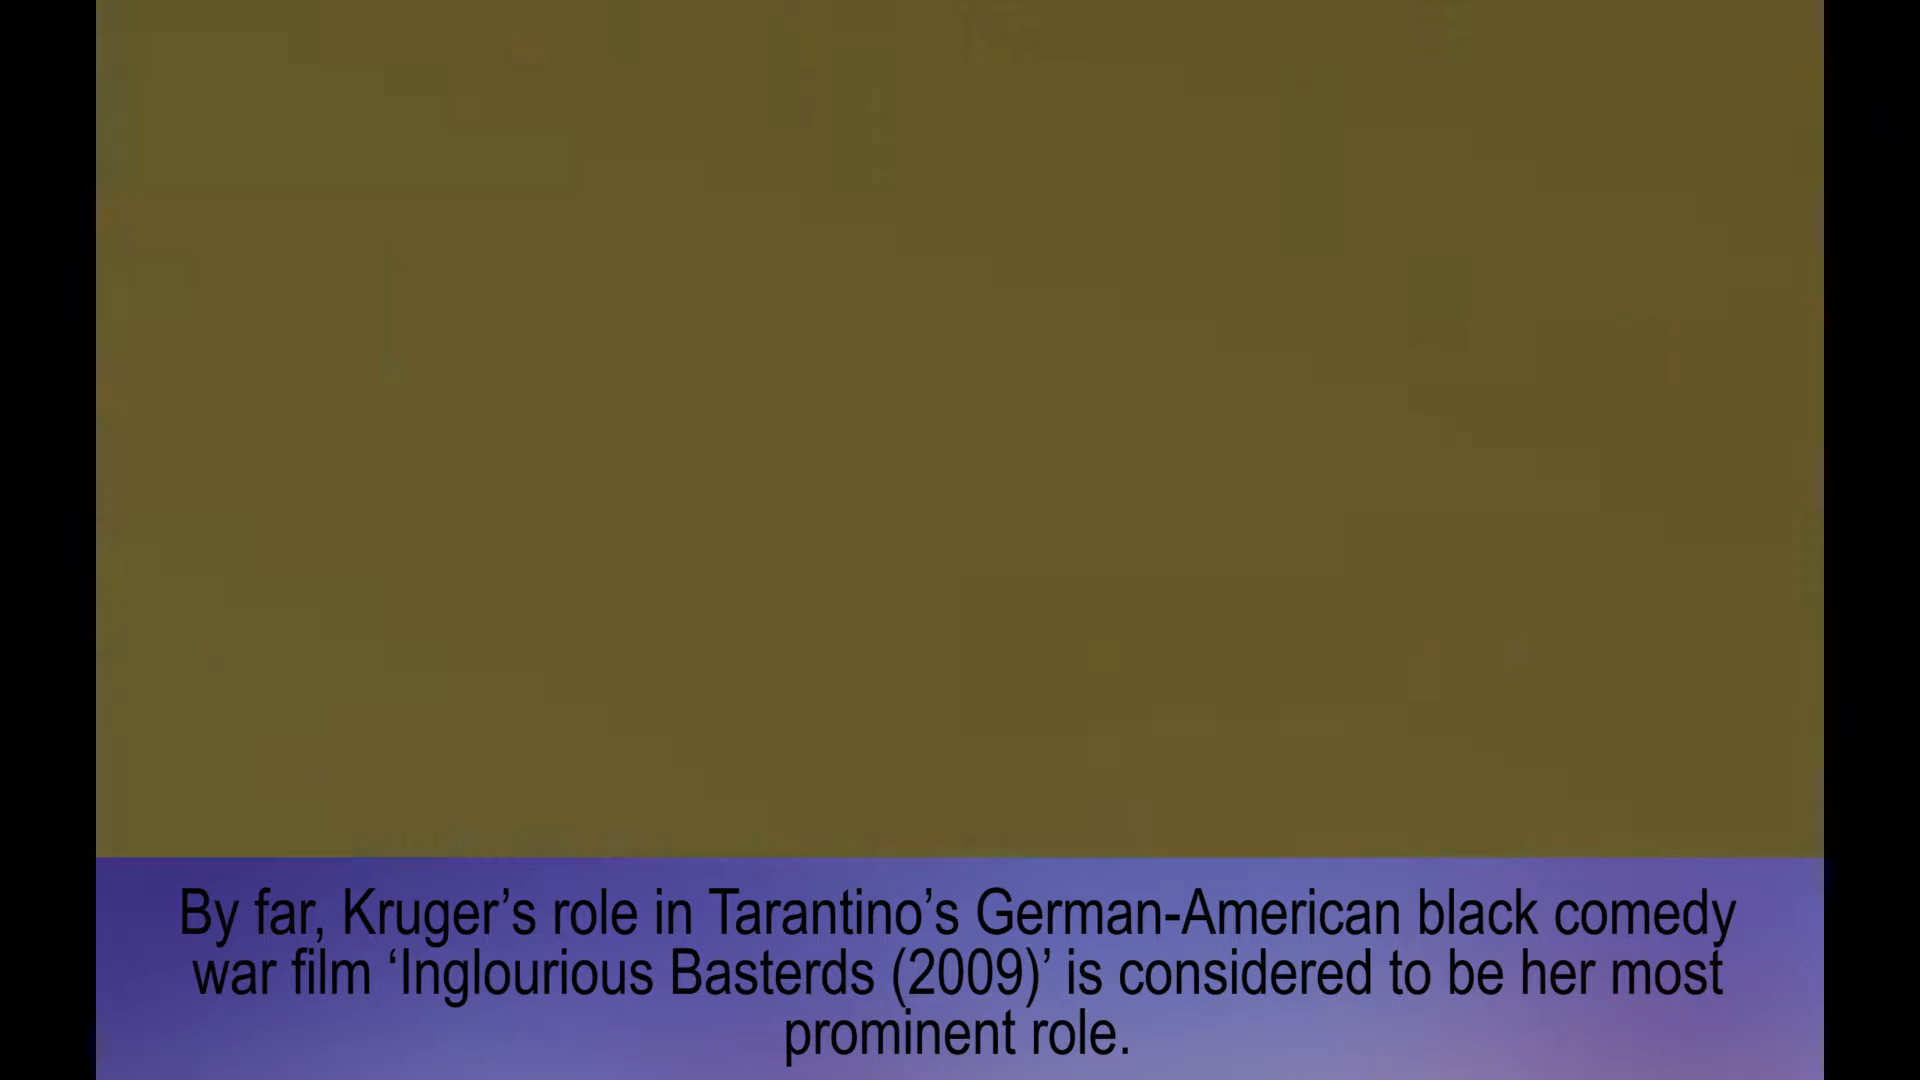 By far, Kruger’s role in Tarantino’s German-American black comedy
war film ‘Inglourious Basterds (2009)’ is considered to be her most
prominent role.